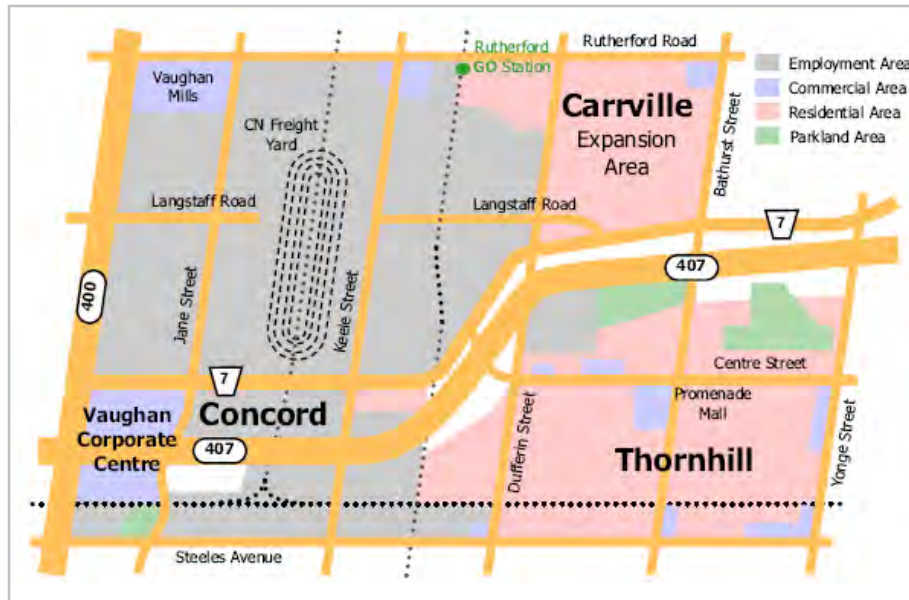 Rutherford Road
Rutherford
GO Station
Vaughan
Mills
Employment Area
Commercial Area
Residential Area
Parkland Area
Carrville
Expansion
Area
CN Freight
Yard
Bathurst Street
Langstaff Road
Langstaff Road
7
407
400
Jane Street
Keele Street
7
Centre Street
Vaughan
Corporate
Centre
Concord
407
Promenade
Mall
Dufferin Street
Thornhill
Yonge Street
Steeles Avenue